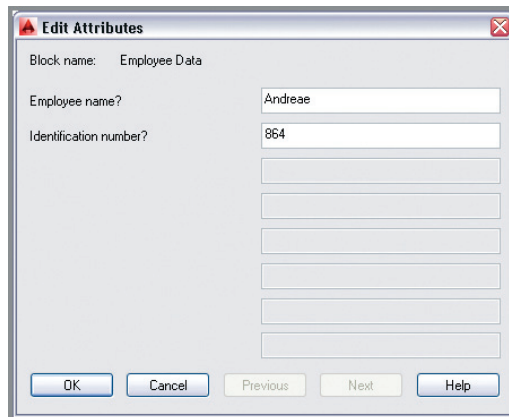 Edit Attributes
Block name: Employee Data
Employee name? Andreae
Identification number? 864
OK Cancel Previous Next Help